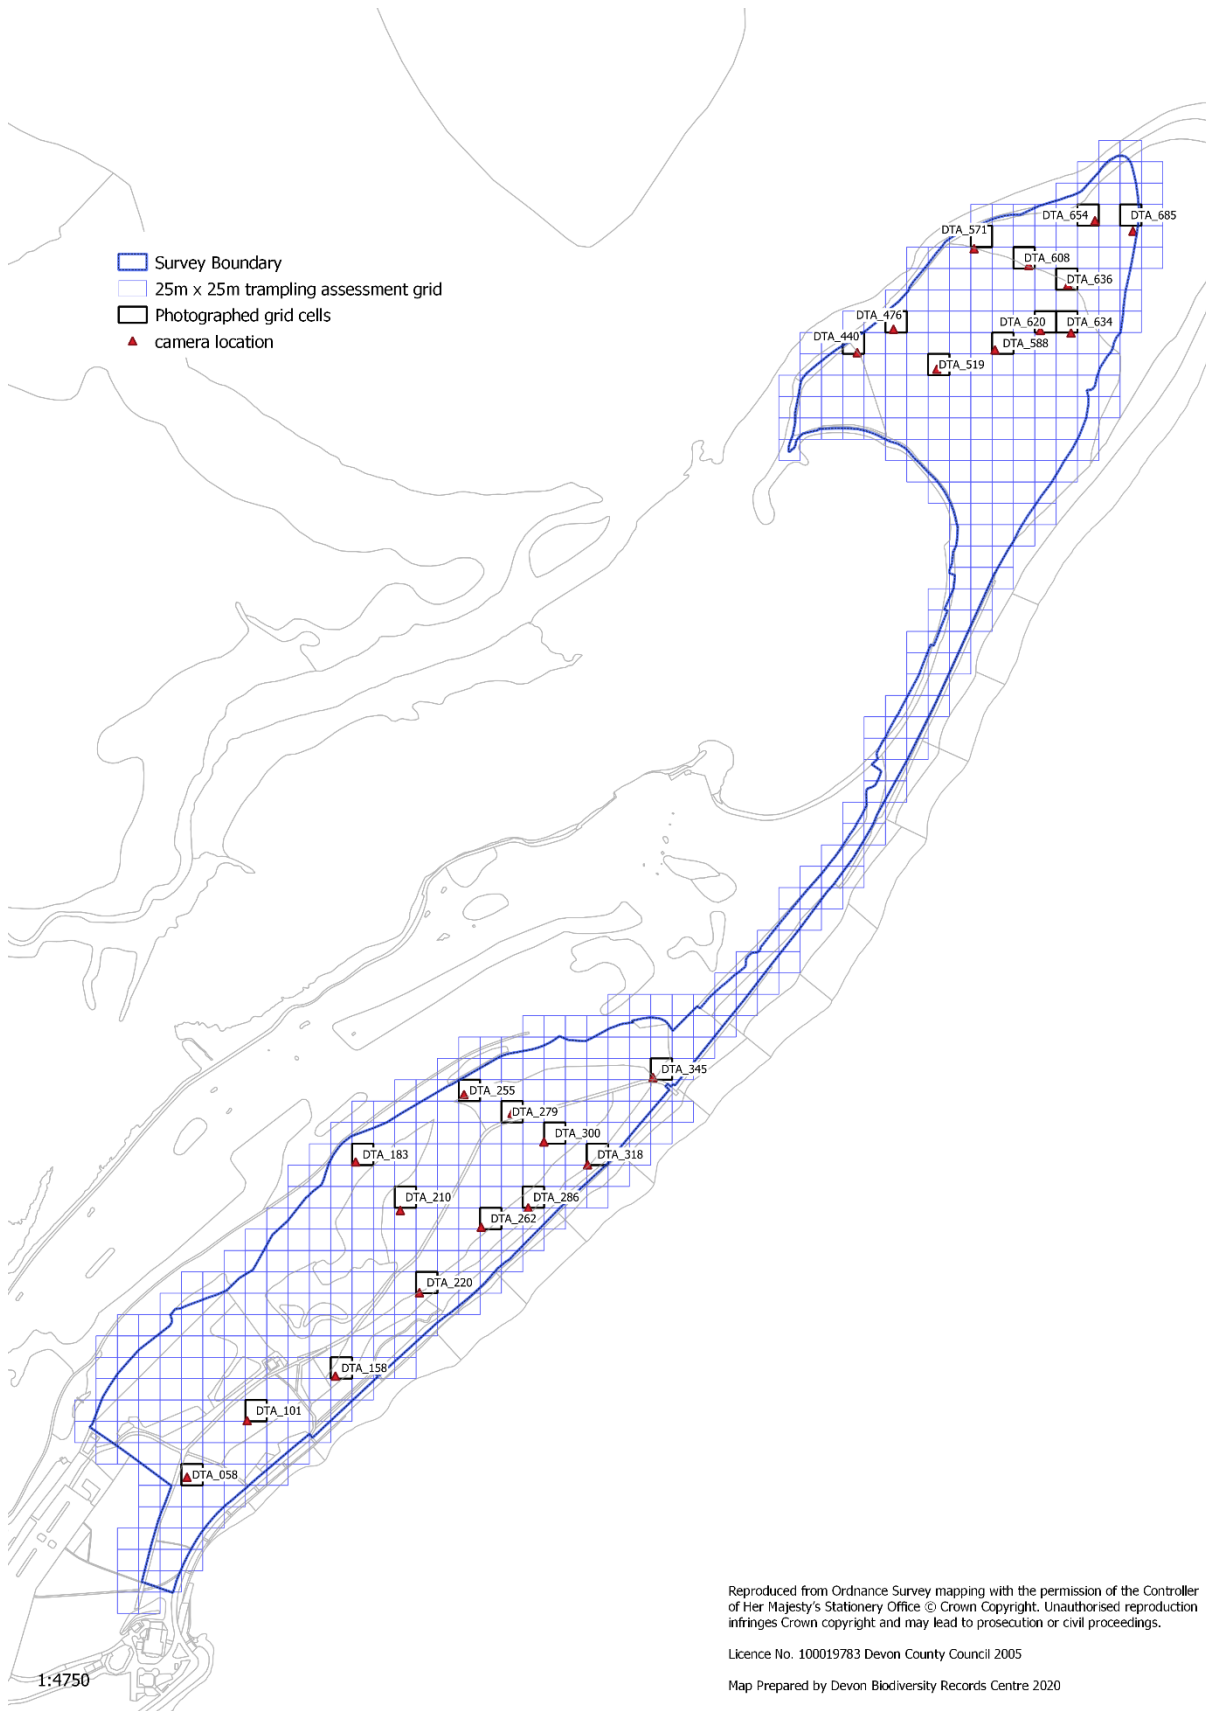 DTA_654
DTA_685
DTA_571
DTA_608
DTA_636
DTA_476
DTA_620
DTA_634
DTA_440
DTA_588
DTA_519
Survey Boundary
25m x 25m trampling assessment grid
Photographed grid cells
camera location
DTA_345
DTA_255
DTA_279
DTA_300
DTA_183
DTA_318
DTA_210
DTA_286
DTA_262
DTA_220
DTA_158
DTA_101
DTA_058
Reproduced from Ordnance Survey mapping with the permission of the Controller
of Her Majesty's Stationery Office © Crown Copyright. Unauthorised reproduction
infringes Crown copyright and may lead to prosecution or civil proceedings.
Licence No. 100019783 Devon County Council 2005
Map Prepared by Devon Biodiversity Records Centre 2020
1:4750